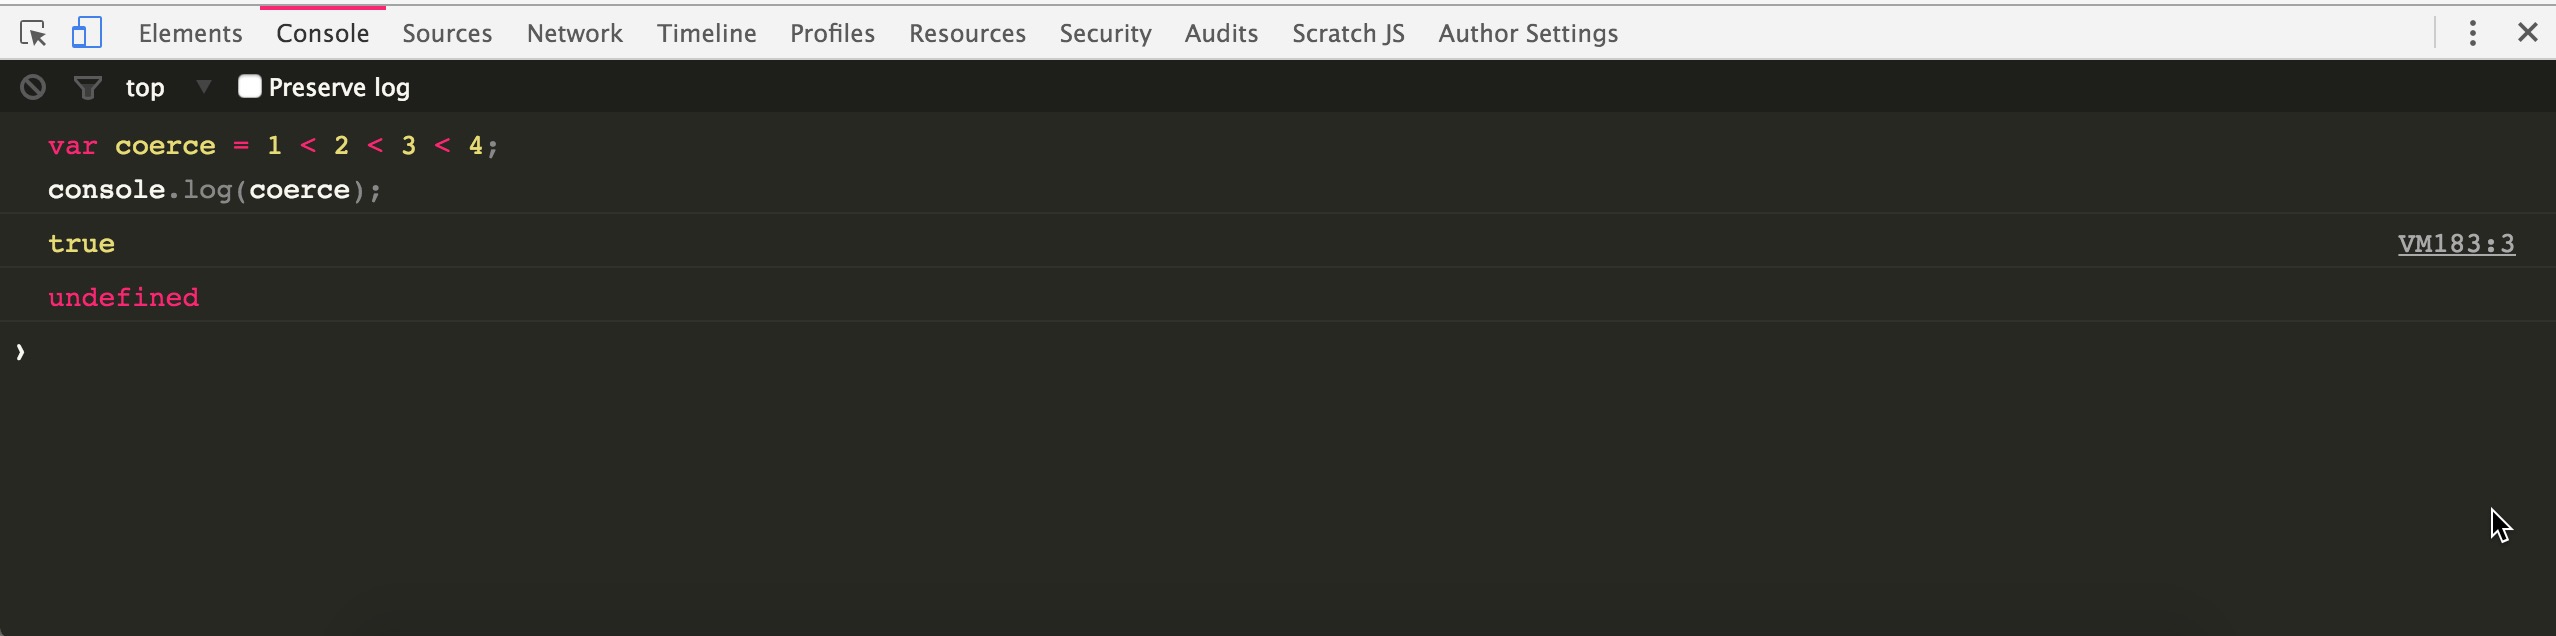 Elements Console Sources Network Timeline Profiles Resources Security Audits Scratch JS Author Settings
top Preserve log
var coerce = 1 < 2 < 3 < 4;
console.log(coerce);
true VM183:3
undefined